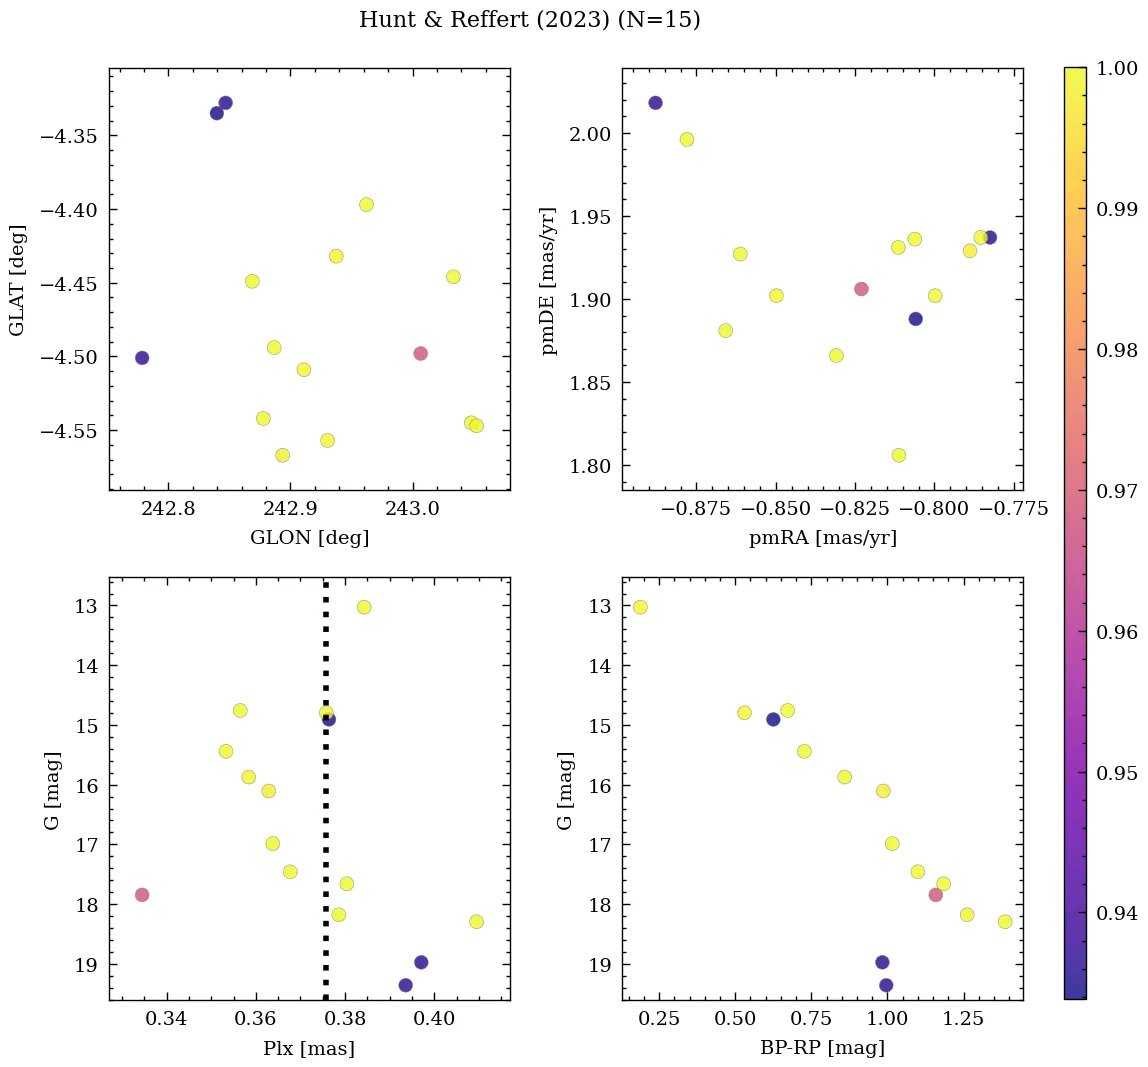 Hunt & Reffert (2023) (N=15)
−4.35
−4.40
−4.45
−4.50
−4.55
GLAT [deg]
242.8 242.9 243.0
GLON [deg]
2.00
1.95
1.90
1.85
1.80
pmDE [mas/yr]
−0.875 −0.850 −0.825 −0.800 −0.775
pmRA [mas/yr]
13
14
15
16
17
18
19
G [mag]
0.34 0.36 0.38 0.40
Plx [mas]
13
14
15
16
17
18
19
G [mag]
0.25 0.50 0.75 1.00 1.25
BP-RP [mag]
1.00
0.99
0.98
0.97
0.96
0.95
0.94